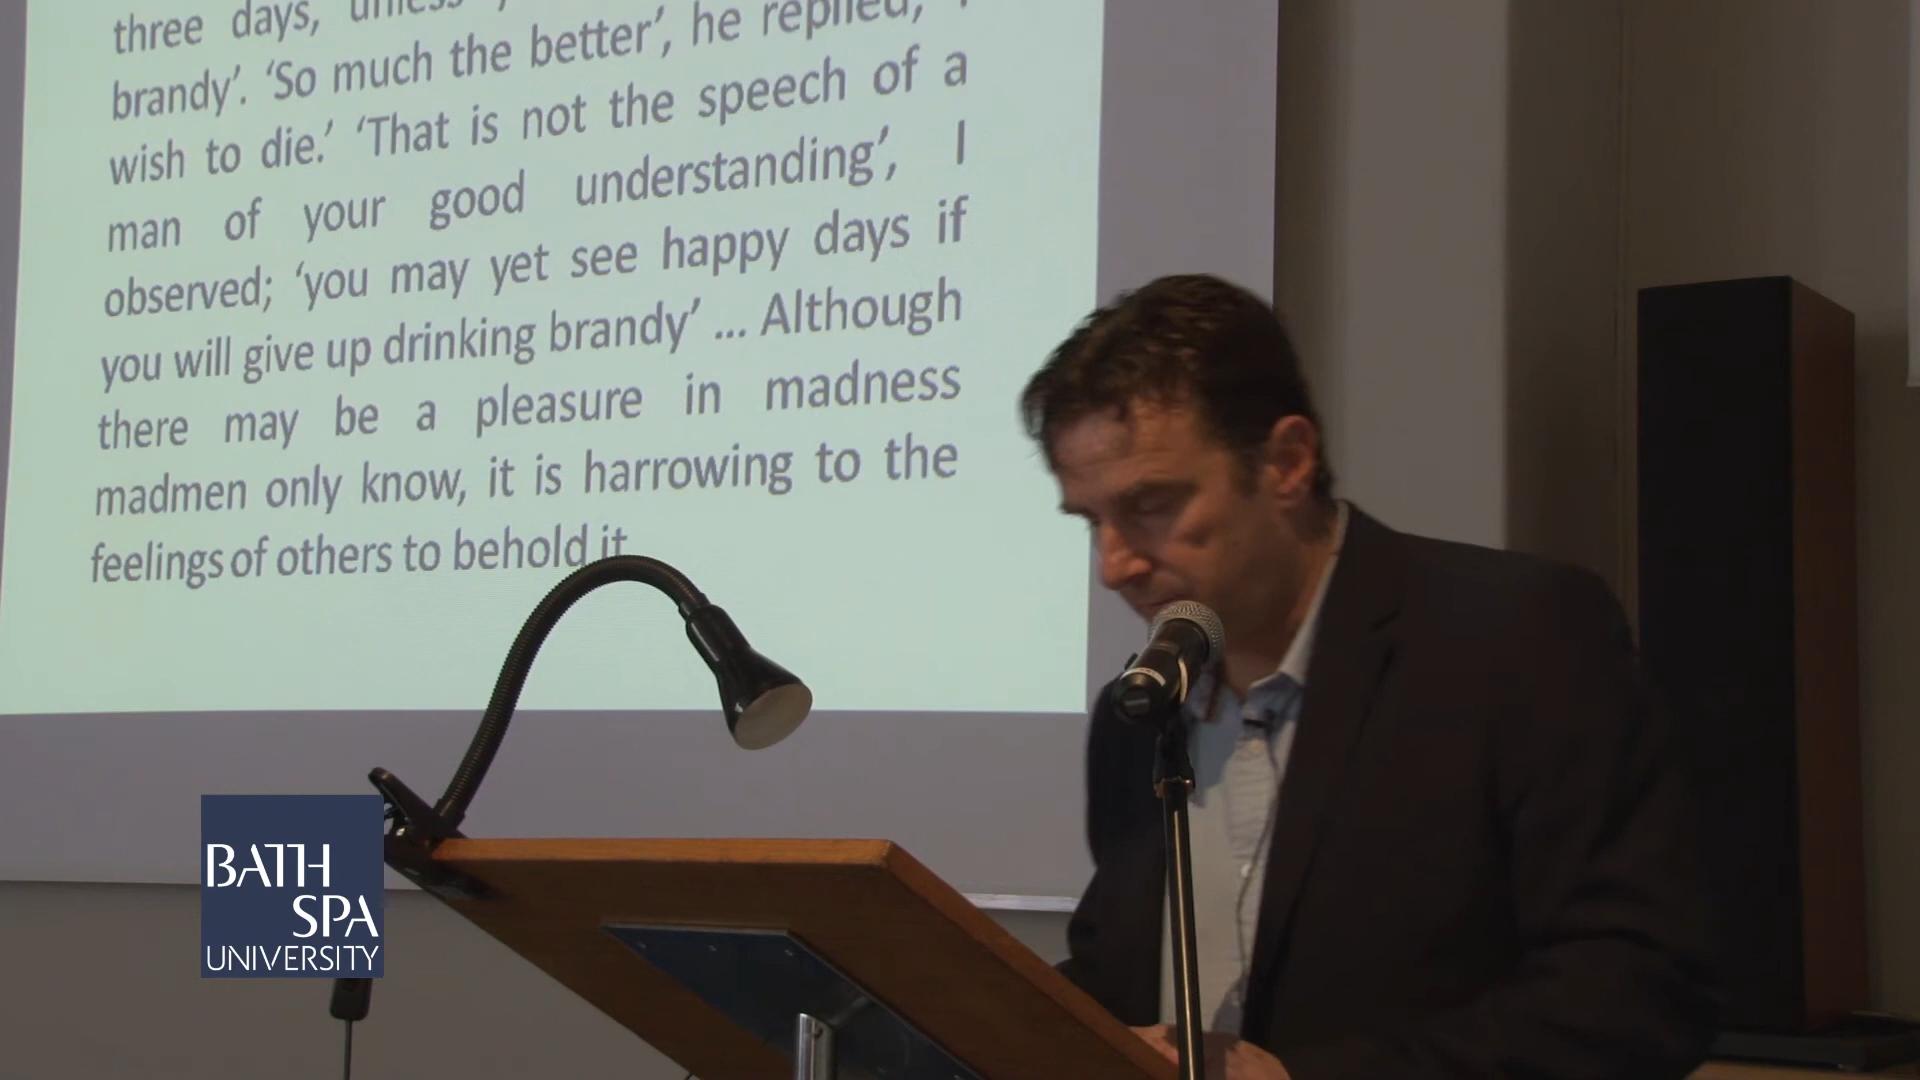 three days, unless
brandy’. ‘So much the better’, he replied, ‘I
wish to die.’ ‘That is not the speech of a
man of your good understanding’, I
observed; ‘you may yet see happy days if
you will give up drinking brandy’ ... Although
there may be a pleasure in madness
madmen only know, it is harrowing to the
feelings of others to behold it
BATH
SPA
UNIVERSITY